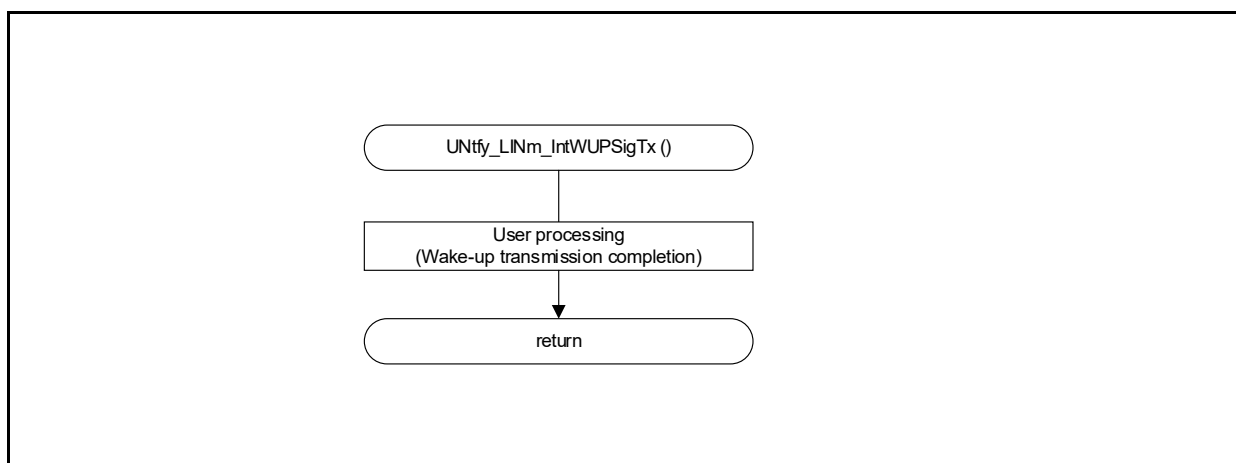 UNtfy_LINm_IntWUPSigTx ()
User processing
(Wake-up transmission completion)
return